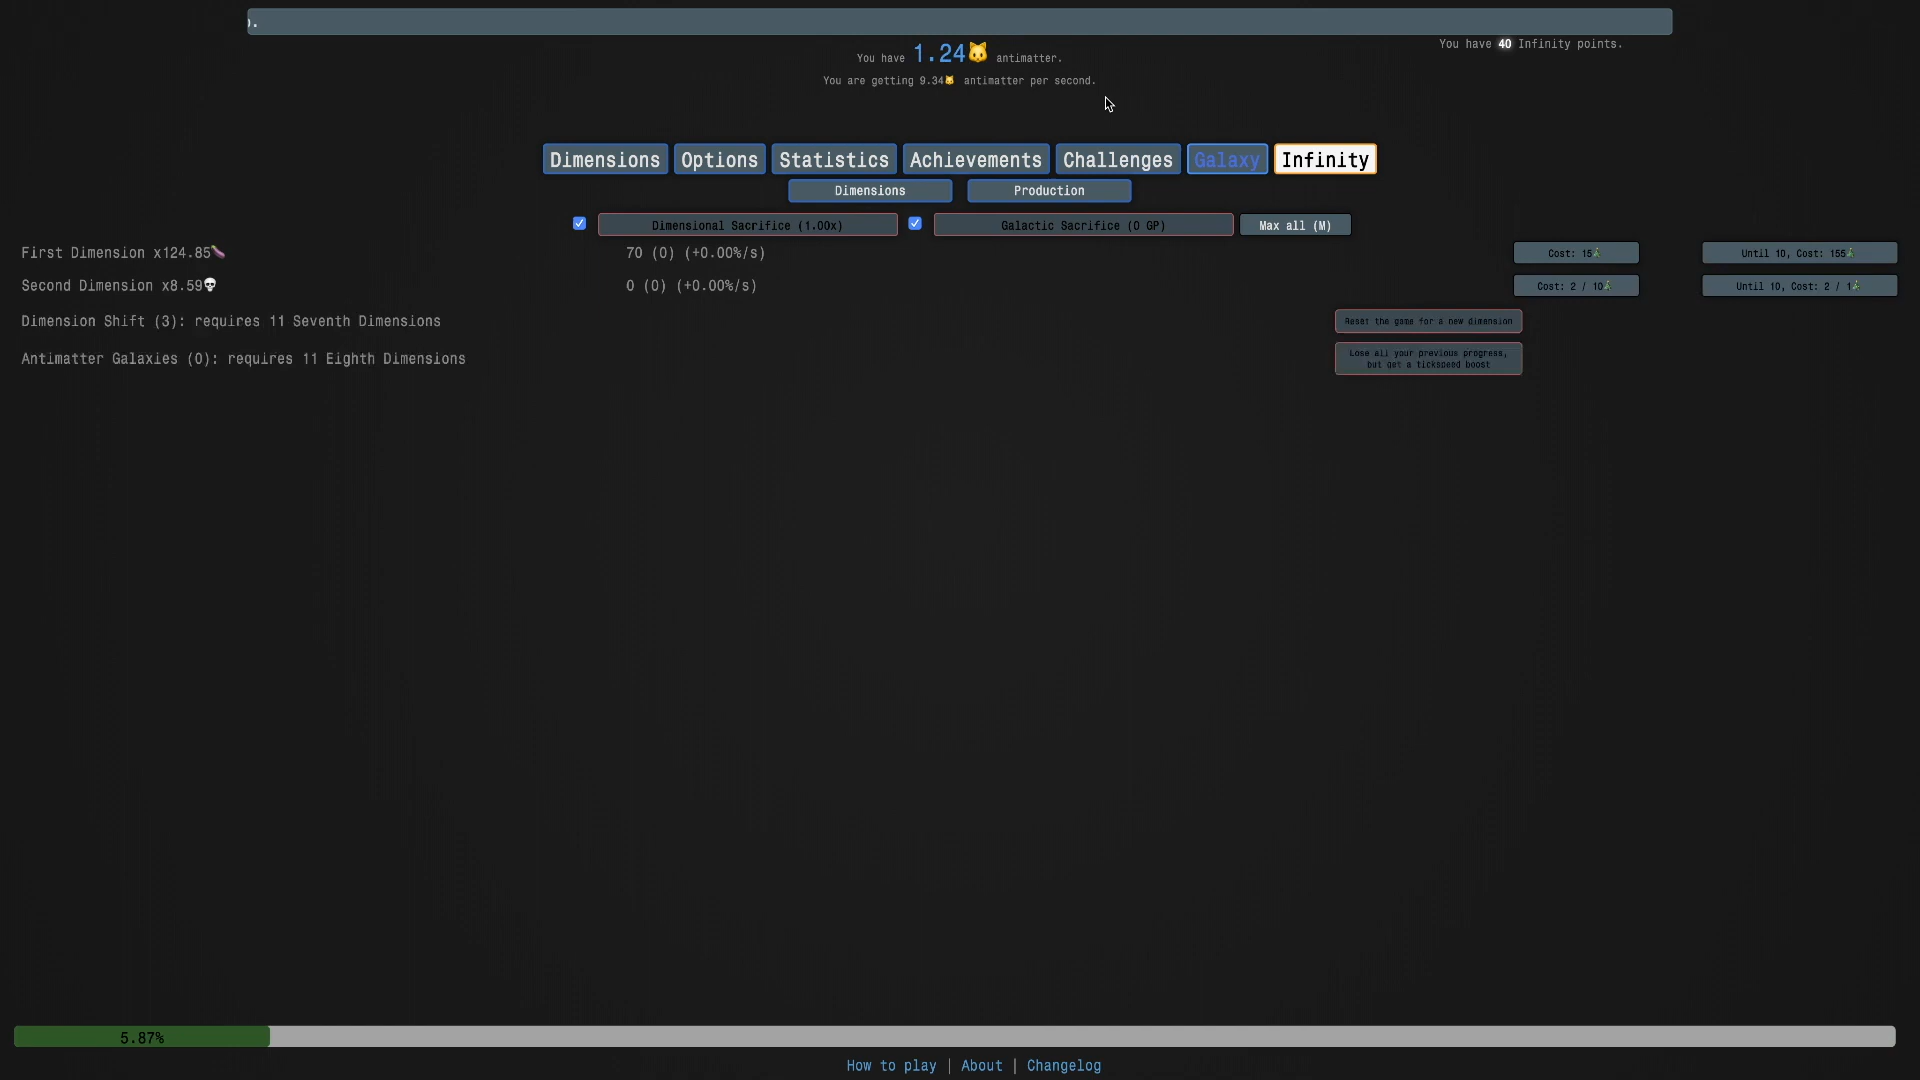 .
You have 1.24🐱 antimatter.
You have 40 Infinity points.
You are getting 9.34🐱 antimatter per second.
Dimensions Options Statistics Achievements Challenges Galaxy Infinity
Dimensions Production
Dimensional Sacrifice (1.00x) Galactic Sacrifice (0 GP) Max all (M)
First Dimension x124.85🍆 70 (0) (+0.00%/s) Cost: 15 Until 10, Cost: 155
Second Dimension x8.59💀 0 (0) (+0.00%/s) Cost: 2 / 10 Until 10, Cost: 2 / 1
Dimension Shift (3): requires 11 Seventh Dimensions Reset the game for a new dimension
Antimatter Galaxies (0): requires 11 Eighth Dimensions
Lose all your previous progress,
but get a tickspeed boost
5.87%
How to play | About | Changelog